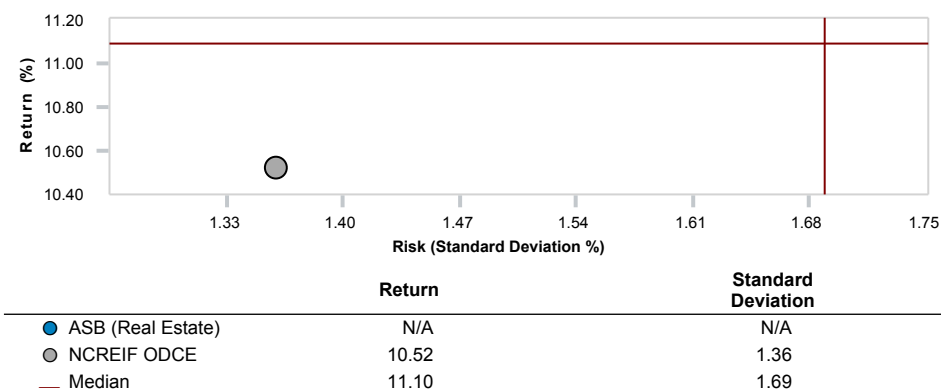 11.20
11.00
10.80
10.60
10.40
Return (%)
1.33 1.40 1.47 1.54 1.61 1.68 1.75
Risk (Standard Deviation %)
Return Standard Deviation
ASB (Real Estate) N/A N/A
NCREIF ODCE 10.52 1.36
Median 11.10 1.69